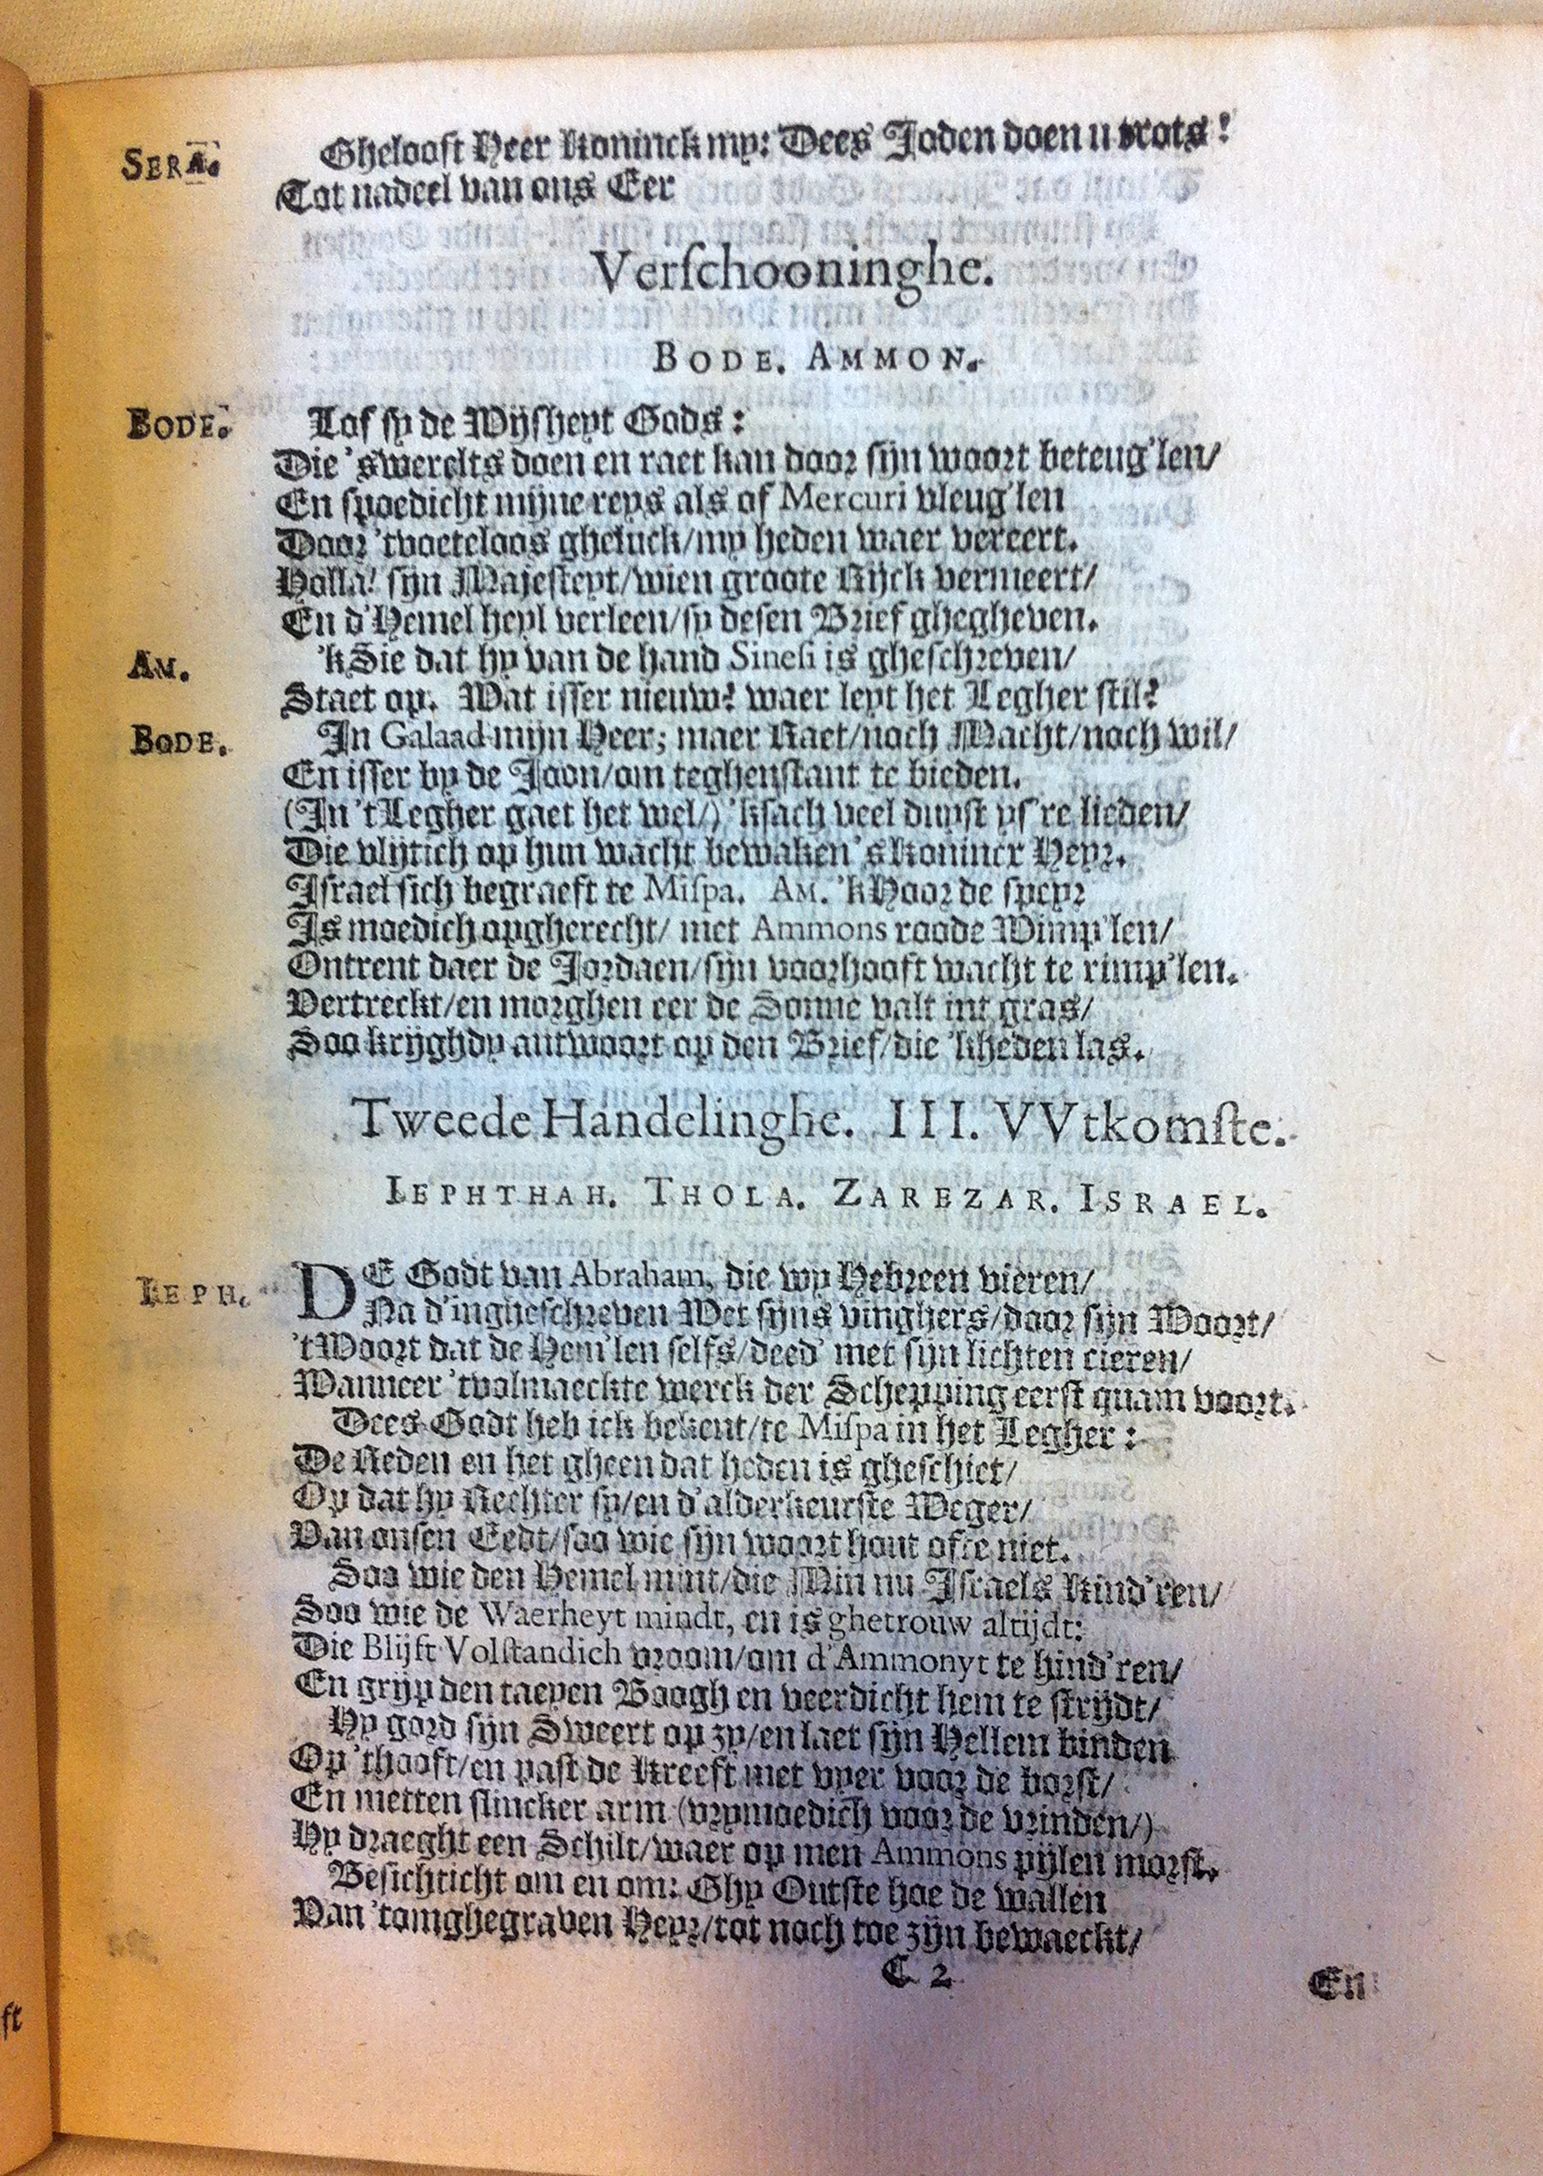 SERA. Ghelooft Heer Koninck my: Dees Joden doen u trots!
Tot nadeel van ons Eer
Verſchooninghe.
BODE. AMMON.
BODE. Lof ſy de Wijſheyt Gods:
Die 'swerelts doen en raet kan door ſijn woort beteug'len/
En ſpoedicht mijne reys als of Mercuri vleug'len
Door 'tvoeteloos gheluck/my heden waer vereert.
Holla! ſijn Majeſteyt/wien groote Rijck vermeert/
En d'Hemel heyl verleen/ſy deſen Brief ghegheven.
AM. 'k Sie dat hy van de hand Sineſi is gheſchreven/
Staet op. Wat iſſer nieuw? waer leyt het Legher ſtil?
BODE. In Galaad mijn Heer; maer Raet/noch Macht/noch wil/
En iſſer by de Joon/om teghenſtant te bieden.
(In 't Legher gaet het wel/) 'kſach veel duyſt yſ're lieden/
Die vlijtich op hun wacht bewaken 's Koninck Heyr.
Iſrael ſich begraeft te Miſpa. AM. 'k Hoor de ſpeyr
Is moedich opgherecht/ met Ammons roode Wimp'len/
Ontrent daer de Jordaen/ſijn voorhooft wacht te rimp'len.
Vertreckt/en morghen eer de Sonne valt int gras/
Soo krijghdy antwoort op den Brief/die 'kheden las.
Tweede Handelinghe. III. VVtkomſte.
IEPHTHAH. THOLA. ZAREZAR. ISRAEL.
IEPH. DE Godt van Abraham, die wy Hebreen vieren/
Na d'ingheſchreven Wet ſijns vinghers/door ſijn Woort/
't Woort dat de Hem'len ſelfs/deed' met ſijn lichten cieren/
Wanneer 'tvolmaeckte werck der Schepping eerſt quam voort.
Dees Godt heb ick bekent/te Miſpa in het Legher:
De Reden en het gheen dat heden is gheſchiet/
Op dat hy Rechter ſy/en d'alderkeurſte Weger/
Van onſen Eedt/ſoo wie ſijn woort hout ofte niet.
Soo wie den Hemel mint/die Min nu Iſraels Kind'ren/
Soo wie de Waerheyt mindt, en is ghetrouw altijdt:
Die Blijft Volſtandich vroom/om d'Ammonyt te hind'ren/
En grijp den taeyen Boogh en veerdicht hem te ſtrijdt/
Hy gord ſijn Sweert op zy/en laet ſijn Hellem binden
Op 'thooft/en paſt de Kreeft met vyer voor de borſt/
En metten ſlincker arm (vrymoedich voor de vrinden/)
Hy draeght een Schilt/waer op men Ammons pijlen morſt.
Beſichticht om en om: Ghy Outſte hoe de wallen
Van 'tomghegraven Heyr/tot noch toe zijn bewaeckt/
C 2
En
ft